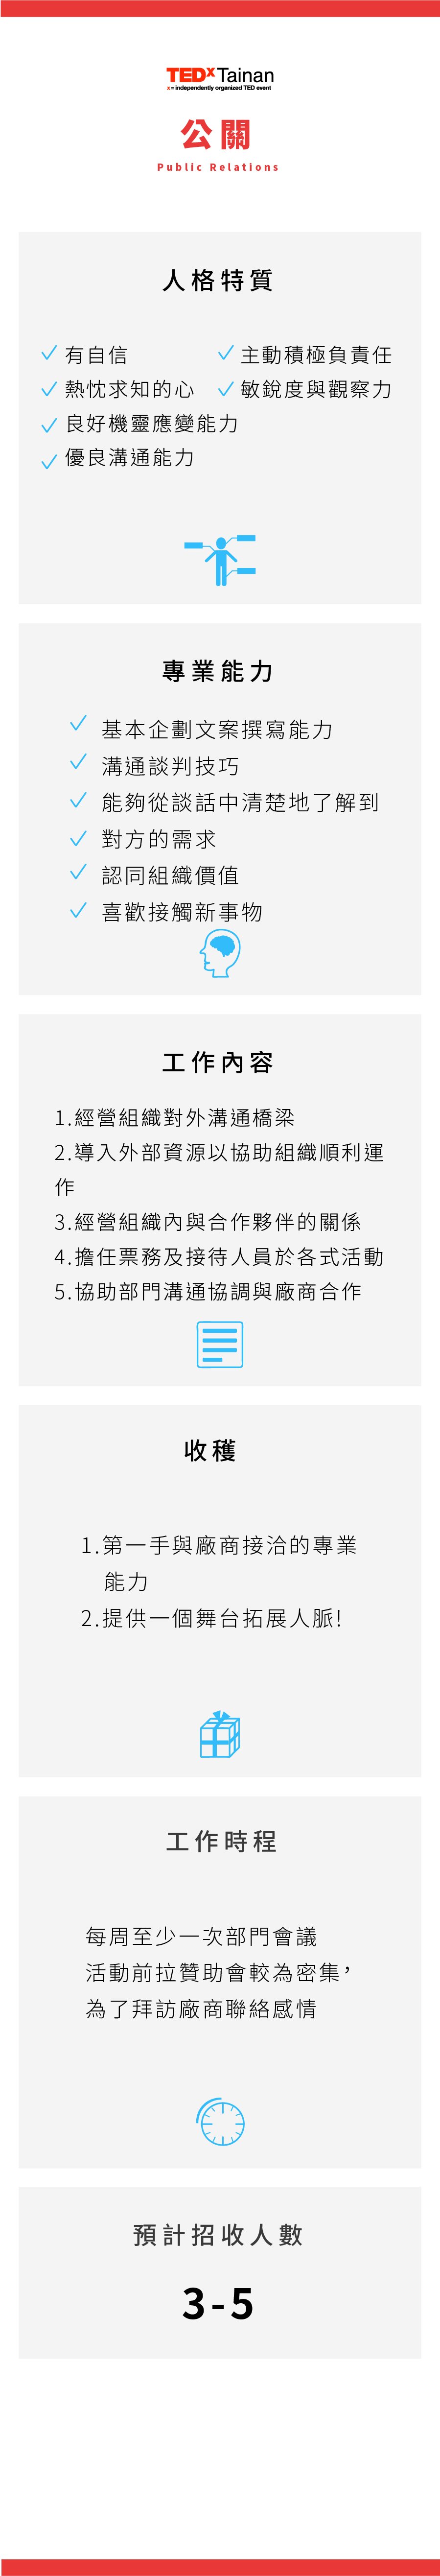 TEDxTainan
x = independently organized TED event
公關
Public Relations
人格特質
有自信
主動積極負責任
熱忱求知的心
敏銳度與觀察力
良好機靈應變能力
優良溝通能力
專業能力
基本企劃文案撰寫能力
溝通談判技巧
能夠從談話中清楚地了解到
對方的需求
認同組織價值
喜歡接觸新事物
工作內容
1.經營組織對外溝通橋梁
2.導入外部資源以協助組織順利運
作
3.經營組織內與合作夥伴的關係
4.擔任票務及接待人員於各式活動
5.協助部門溝通協調與廠商合作
收穫
1.第一手與廠商接洽的專業
能力
2.提供一個舞台拓展人脈!
工作時程
每周至少一次部門會議
活動前拉贊助會較為密集，
為了拜訪廠商聯絡感情
預計招收人數
3-5